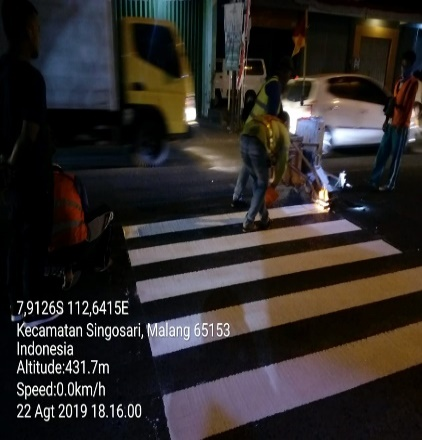 7,9126S 112,6415E
Kecamatan Singosari, Malang 65153
Indonesia
Altitude:431.7m
Speed:0.0km/h
22 Agt 2019 18.16.00